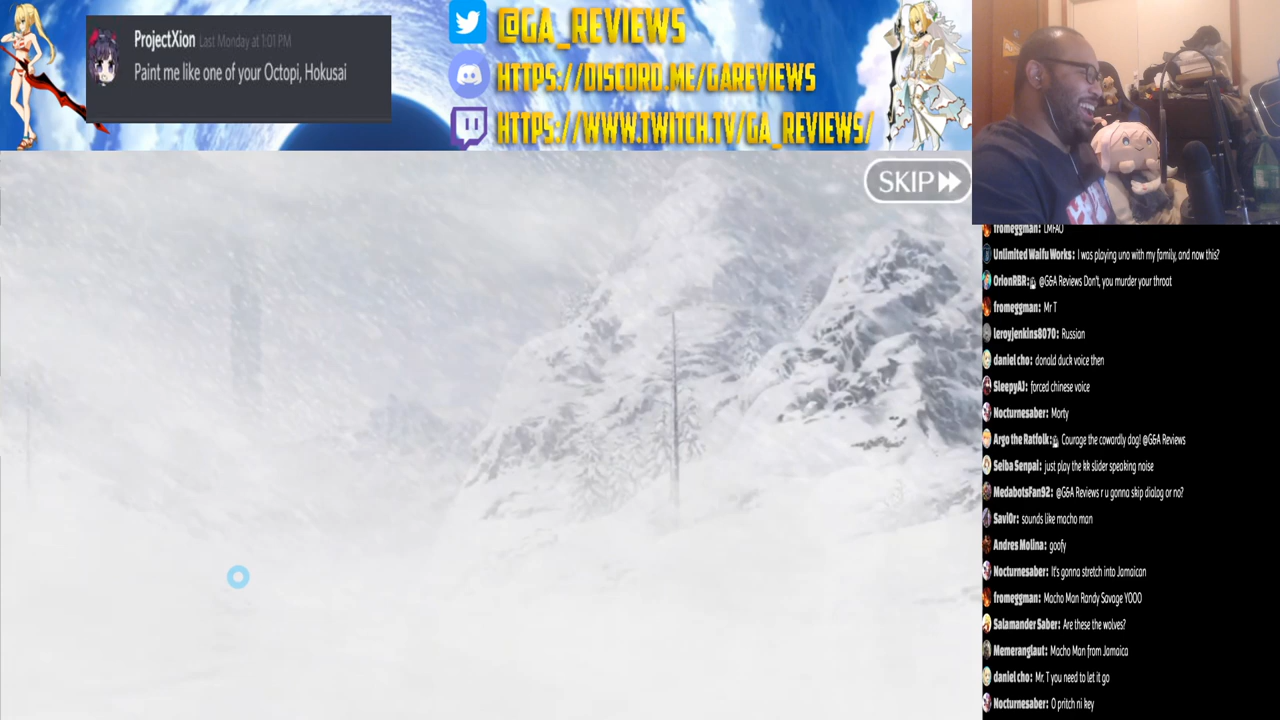 ProjectXion Last Monday at 1:01 PM
Paint me like one of your Octopi, Hokusai
@GA_REVIEWS
HTTPS://DISCORD.ME/GAREVIEWS
HTTPS://WWW.TWITCH.TV/GA_REVIEWS/
SKIP
fromeggman: LMFAO
Unlimited Waifu Works: I was playing uno with my family, and now this?
OrionRBR: @G&A Reviews Don't, you murder your throat
fromeggman: Mr T
leroyjenkins8070: Russian
daniel cho: donald duck voice then
SleepyAJ: forced chinese voice
Nocturnesaber: Morty
Argo the Ratfolk: Courage the cowardly dog! @G&A Reviews
Seiba Senpai: just play the kk slider speaking noise
MedabotsFan92: @G&A Reviews r u gonna skip dialog or no?
Savi0r: sounds like macho man
Andres Molina: goofy
Nocturnesaber: It's gonna stretch into Jamaican
fromeggman: Macho Man Randy Savage YOOO
Salamander Saber: Are these the wolves?
Memeranglaut: Macho Man from Jamaica
daniel cho: Mr. T you need to let it go
Nocturnesaber: O pritch ni key